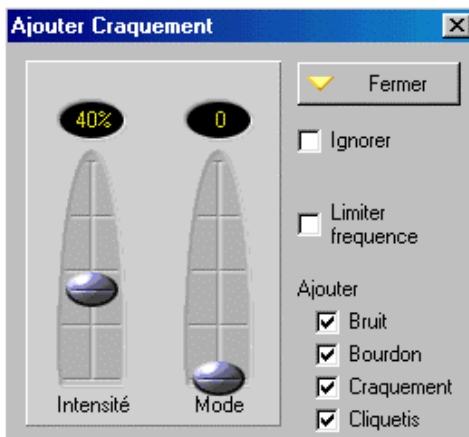 Ajouter Craquement
40%
0
Intensité
Mode
Fermer
Ignorer
Limiter
frequence
Ajouter
Bruit
Bourdon
Craquement
Cliquetis